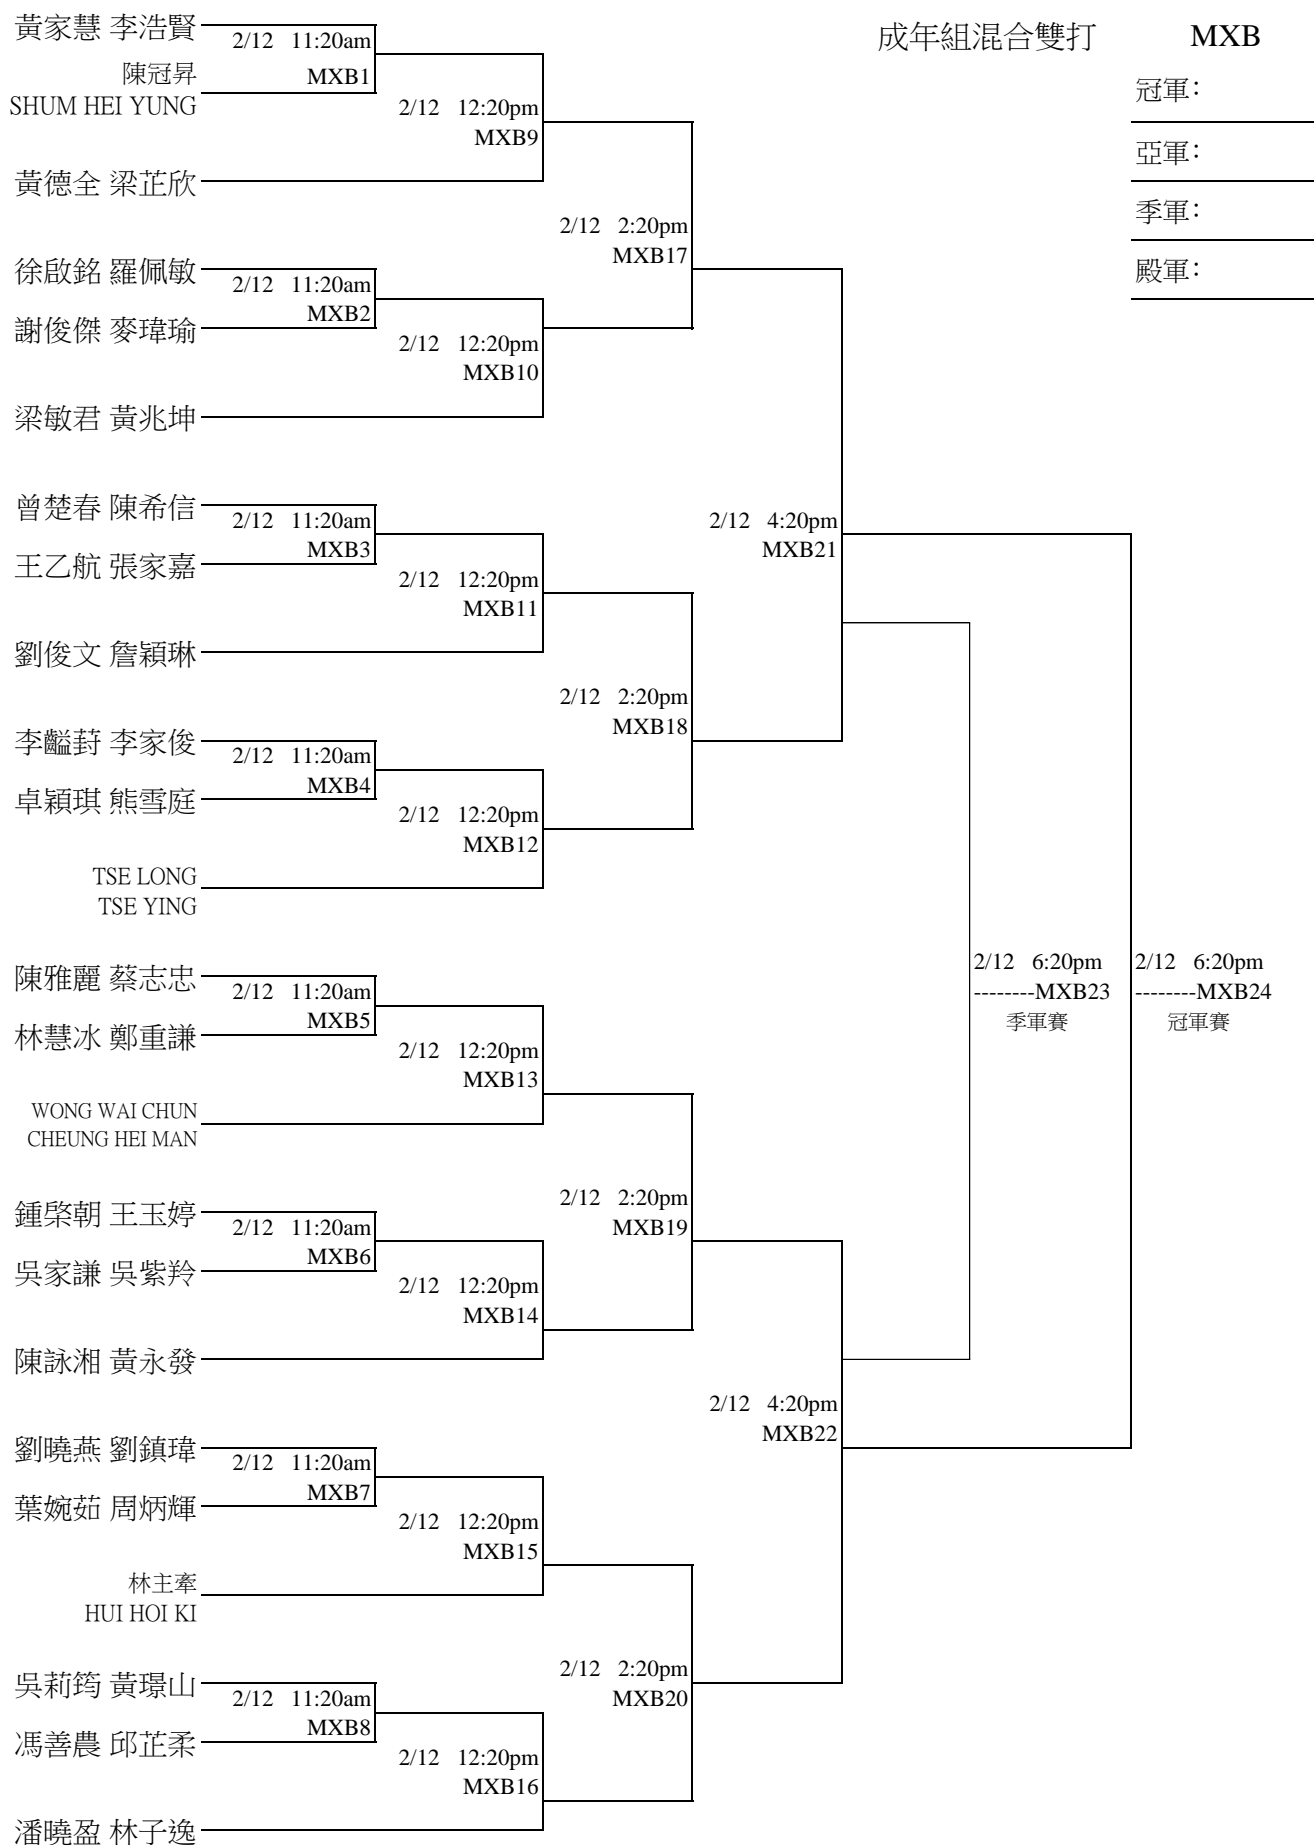 成年組混合雙打 MXB
冠軍:
亞軍:
季軍:
殿軍:
黃家慧 李浩賢
2/12 11:20am
MXB1
陳冠昇
SHUM HEI YUNG
2/12 12:20pm
MXB9
黃德全 梁芷欣
2/12 2:20pm
MXB17
徐啟銘 羅佩敏
2/12 11:20am
MXB2
謝俊傑 麥瑋瑜
2/12 12:20pm
MXB10
梁敏君 黃兆坤
曾楚春 陳希信
2/12 11:20am
MXB3
2/12 4:20pm
MXB21
王乙航 張家嘉
2/12 12:20pm
MXB11
劉俊文 詹穎琳
2/12 2:20pm
MXB18
李齸葑 李家俊
2/12 11:20am
MXB4
卓穎琪 熊雪庭
2/12 12:20pm
MXB12
TSE LONG
TSE YING
2/12 6:20pm
--------MXB23
季軍賽
2/12 6:20pm
--------MXB24
冠軍賽
陳雅麗 蔡志忠
2/12 11:20am
MXB5
林慧冰 鄭重謙
2/12 12:20pm
MXB13
WONG WAI CHUN
CHEUNG HEI MAN
2/12 2:20pm
MXB19
鍾棨朝 王玉婷
2/12 11:20am
MXB6
吳家謙 吳紫羚
2/12 12:20pm
MXB14
陳詠湘 黃永發
2/12 4:20pm
MXB22
劉曉燕 劉鎮瑋
2/12 11:20am
MXB7
葉婉茹 周炳輝
2/12 12:20pm
MXB15
林主牽
HUI HOI KI
2/12 2:20pm
MXB20
吳莉筠 黃璟山
2/12 11:20am
MXB8
馮善農 邱芷柔
2/12 12:20pm
MXB16
潘曉盈 林子逸